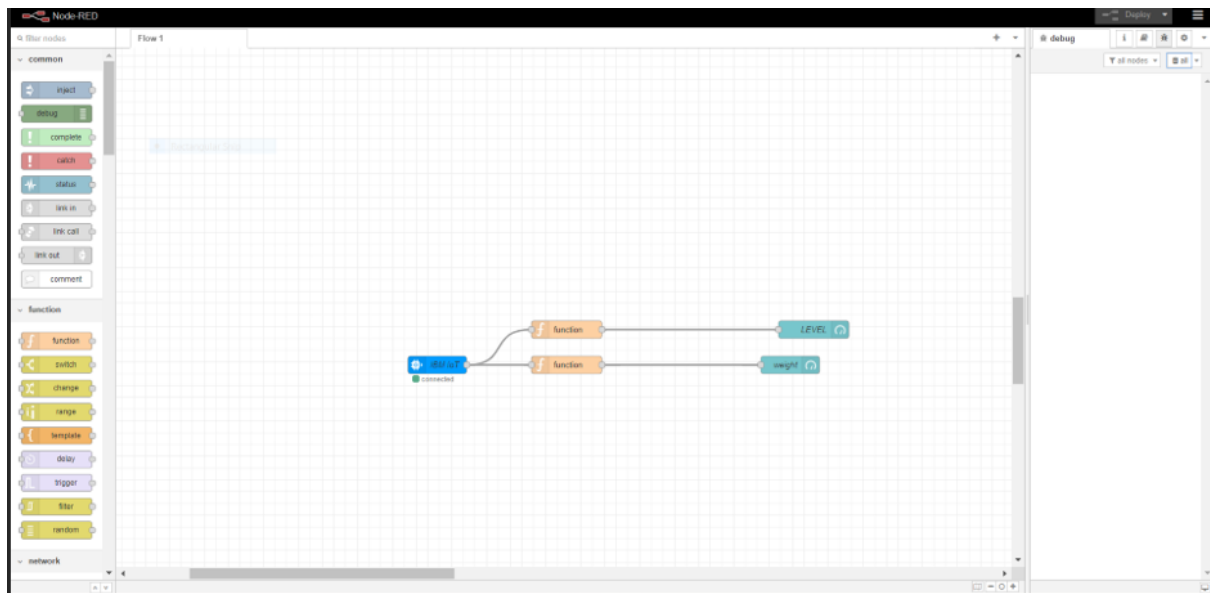 Node-RED
Deploy
filter nodes
Flow 1
debug
i
common
all nodes
all
inject
debug
complete
catch
status
link in
link call
link out
comment
function
function
switch
change
range
template
delay
trigger
filter
random
network
function
LEVEL
IBM IoT
function
weight
connected